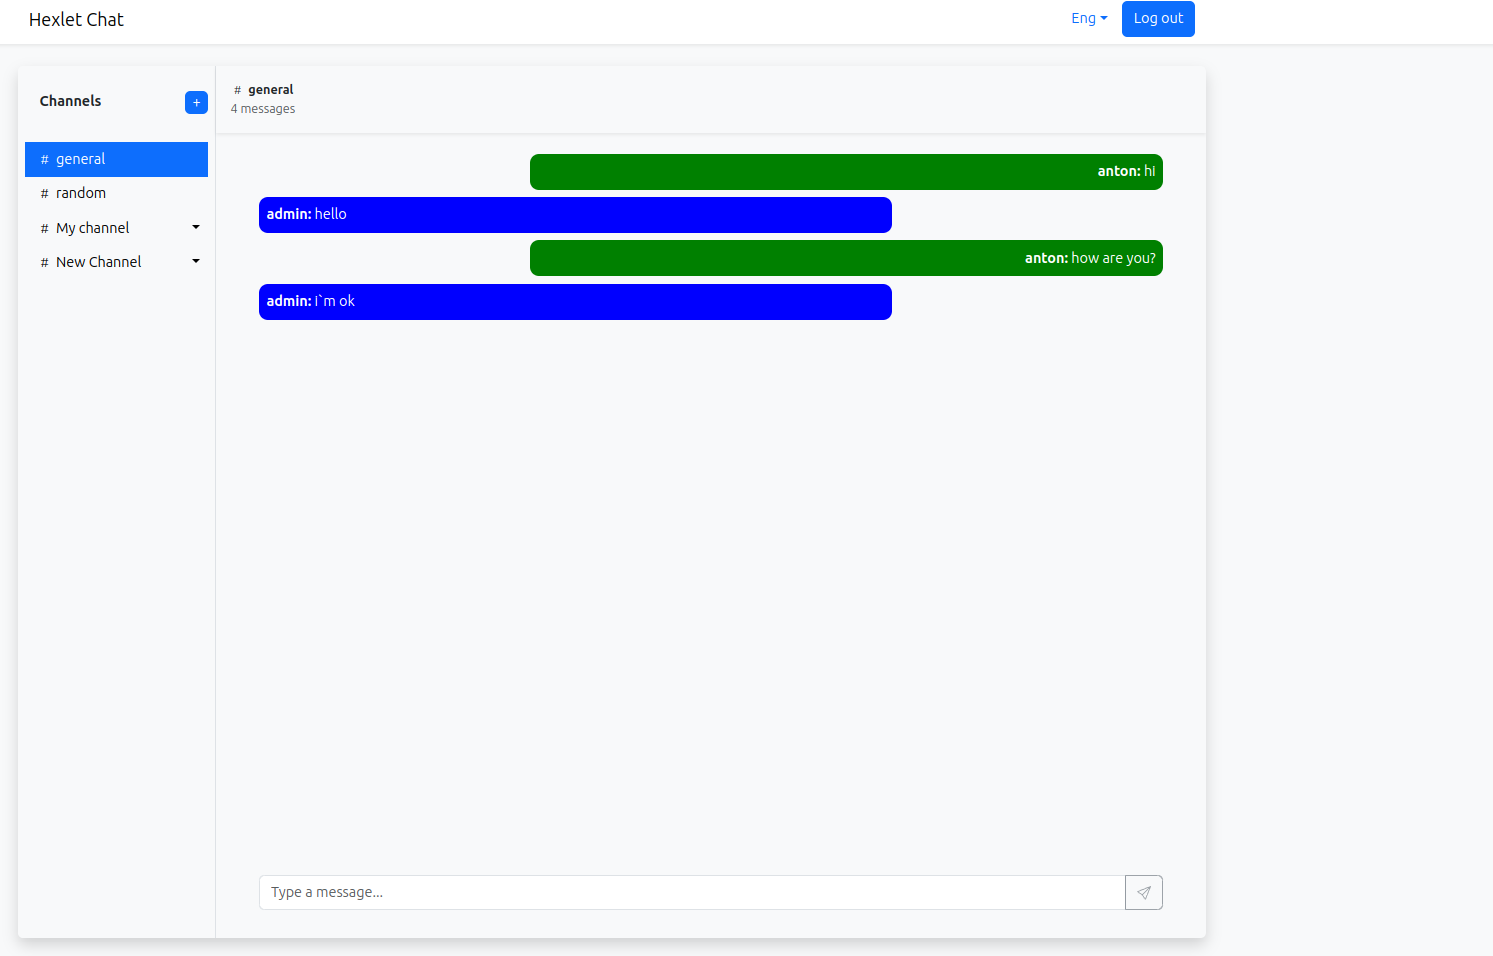 Hexlet Chat
Eng
Log out
Channels
+
# general
# random
# My channel
# New Channel
# general
4 messages
anton: hi
admin: hello
anton: how are you?
admin: I`m ok
Type a message...